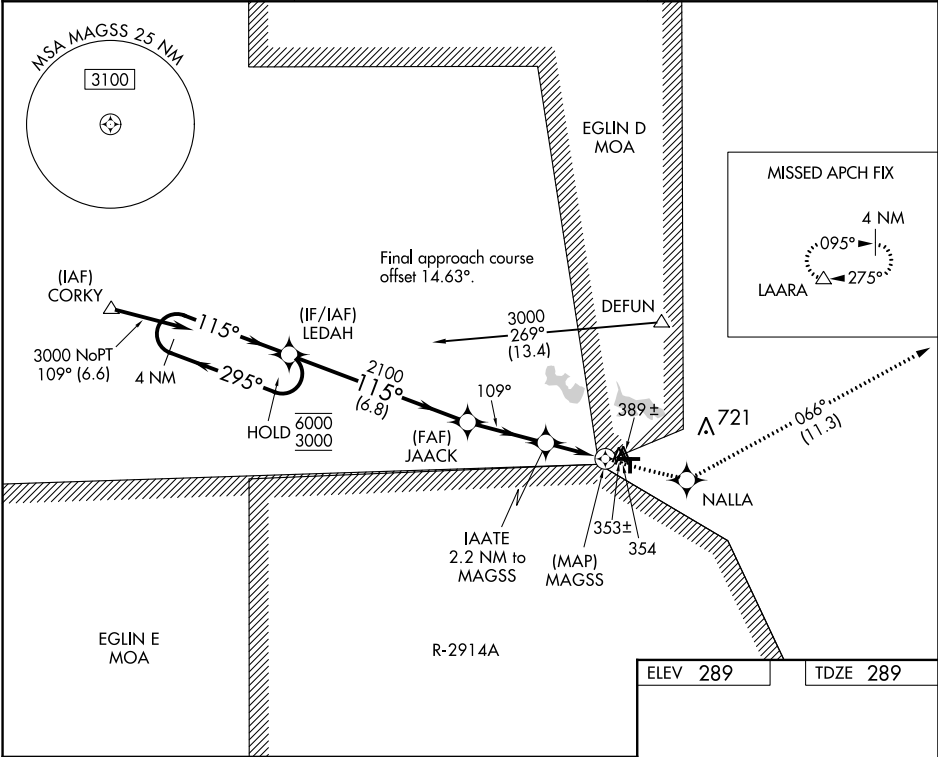 MSA MAGSS 25 NM
3100
EGLIN D
MOA
MISSED APCH FIX
4 NM
095°
275°
LAARA
Final approach course
offset 14.63°.
(IAF)
CORKY
(IF/IAF)
LEDAH
DEFUN
3000
269°
(13.4)
3000 NoPT
109° (6.6)
115°
4 NM
295°
HOLD
6000
3000
2100
115°
(6.8)
109°
(FAF)
JAACK
389±
721
066°
(11.3)
NALLA
353±
354
IAATE
2.2 NM to
MAGSS
(MAP)
MAGSS
EGLIN E
MOA
R-2914A
ELEV 289
TDZE 289